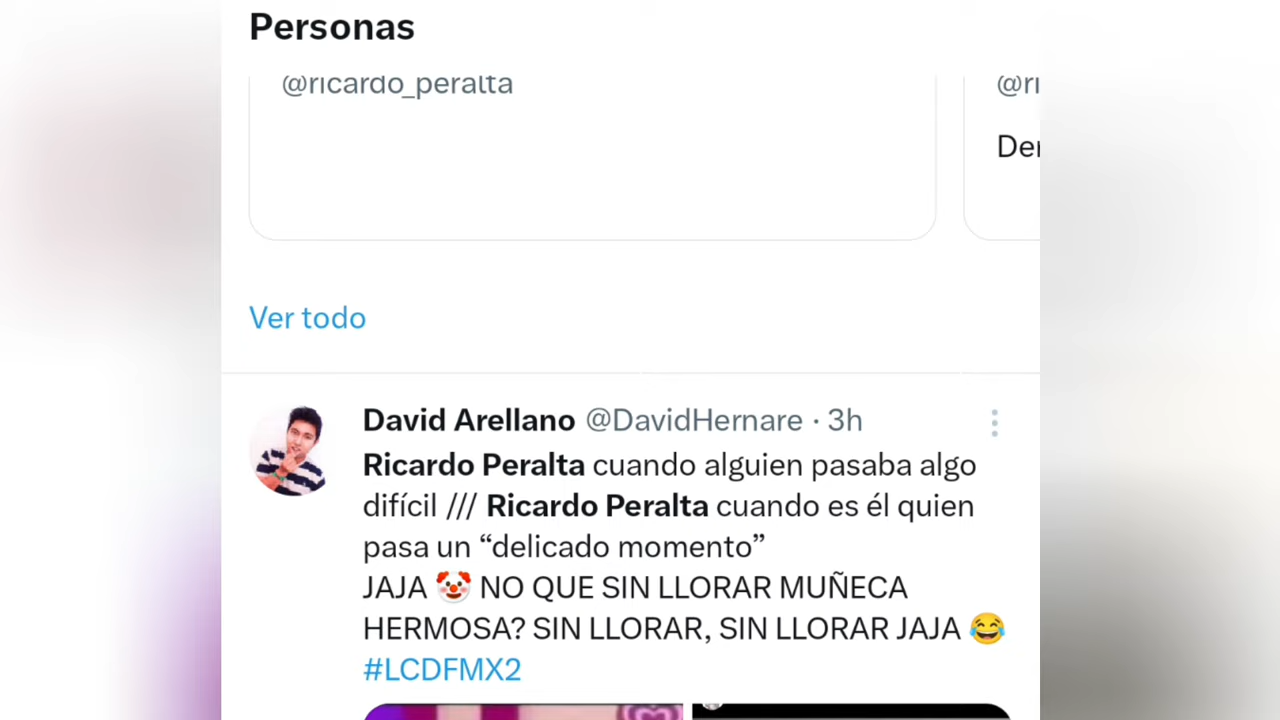 Personas
@ricardo_peralta
@ri
Der
Ver todo
David Arellano @DavidHernare · 3h
Ricardo Peralta cuando alguien pasaba algo
difícil /// Ricardo Peralta cuando es él quien
pasa un “delicado momento”
JAJA 🤡 NO QUE SIN LLORAR MUÑECA
HERMOSA? SIN LLORAR, SIN LLORAR JAJA 😂
#LCDFMX2